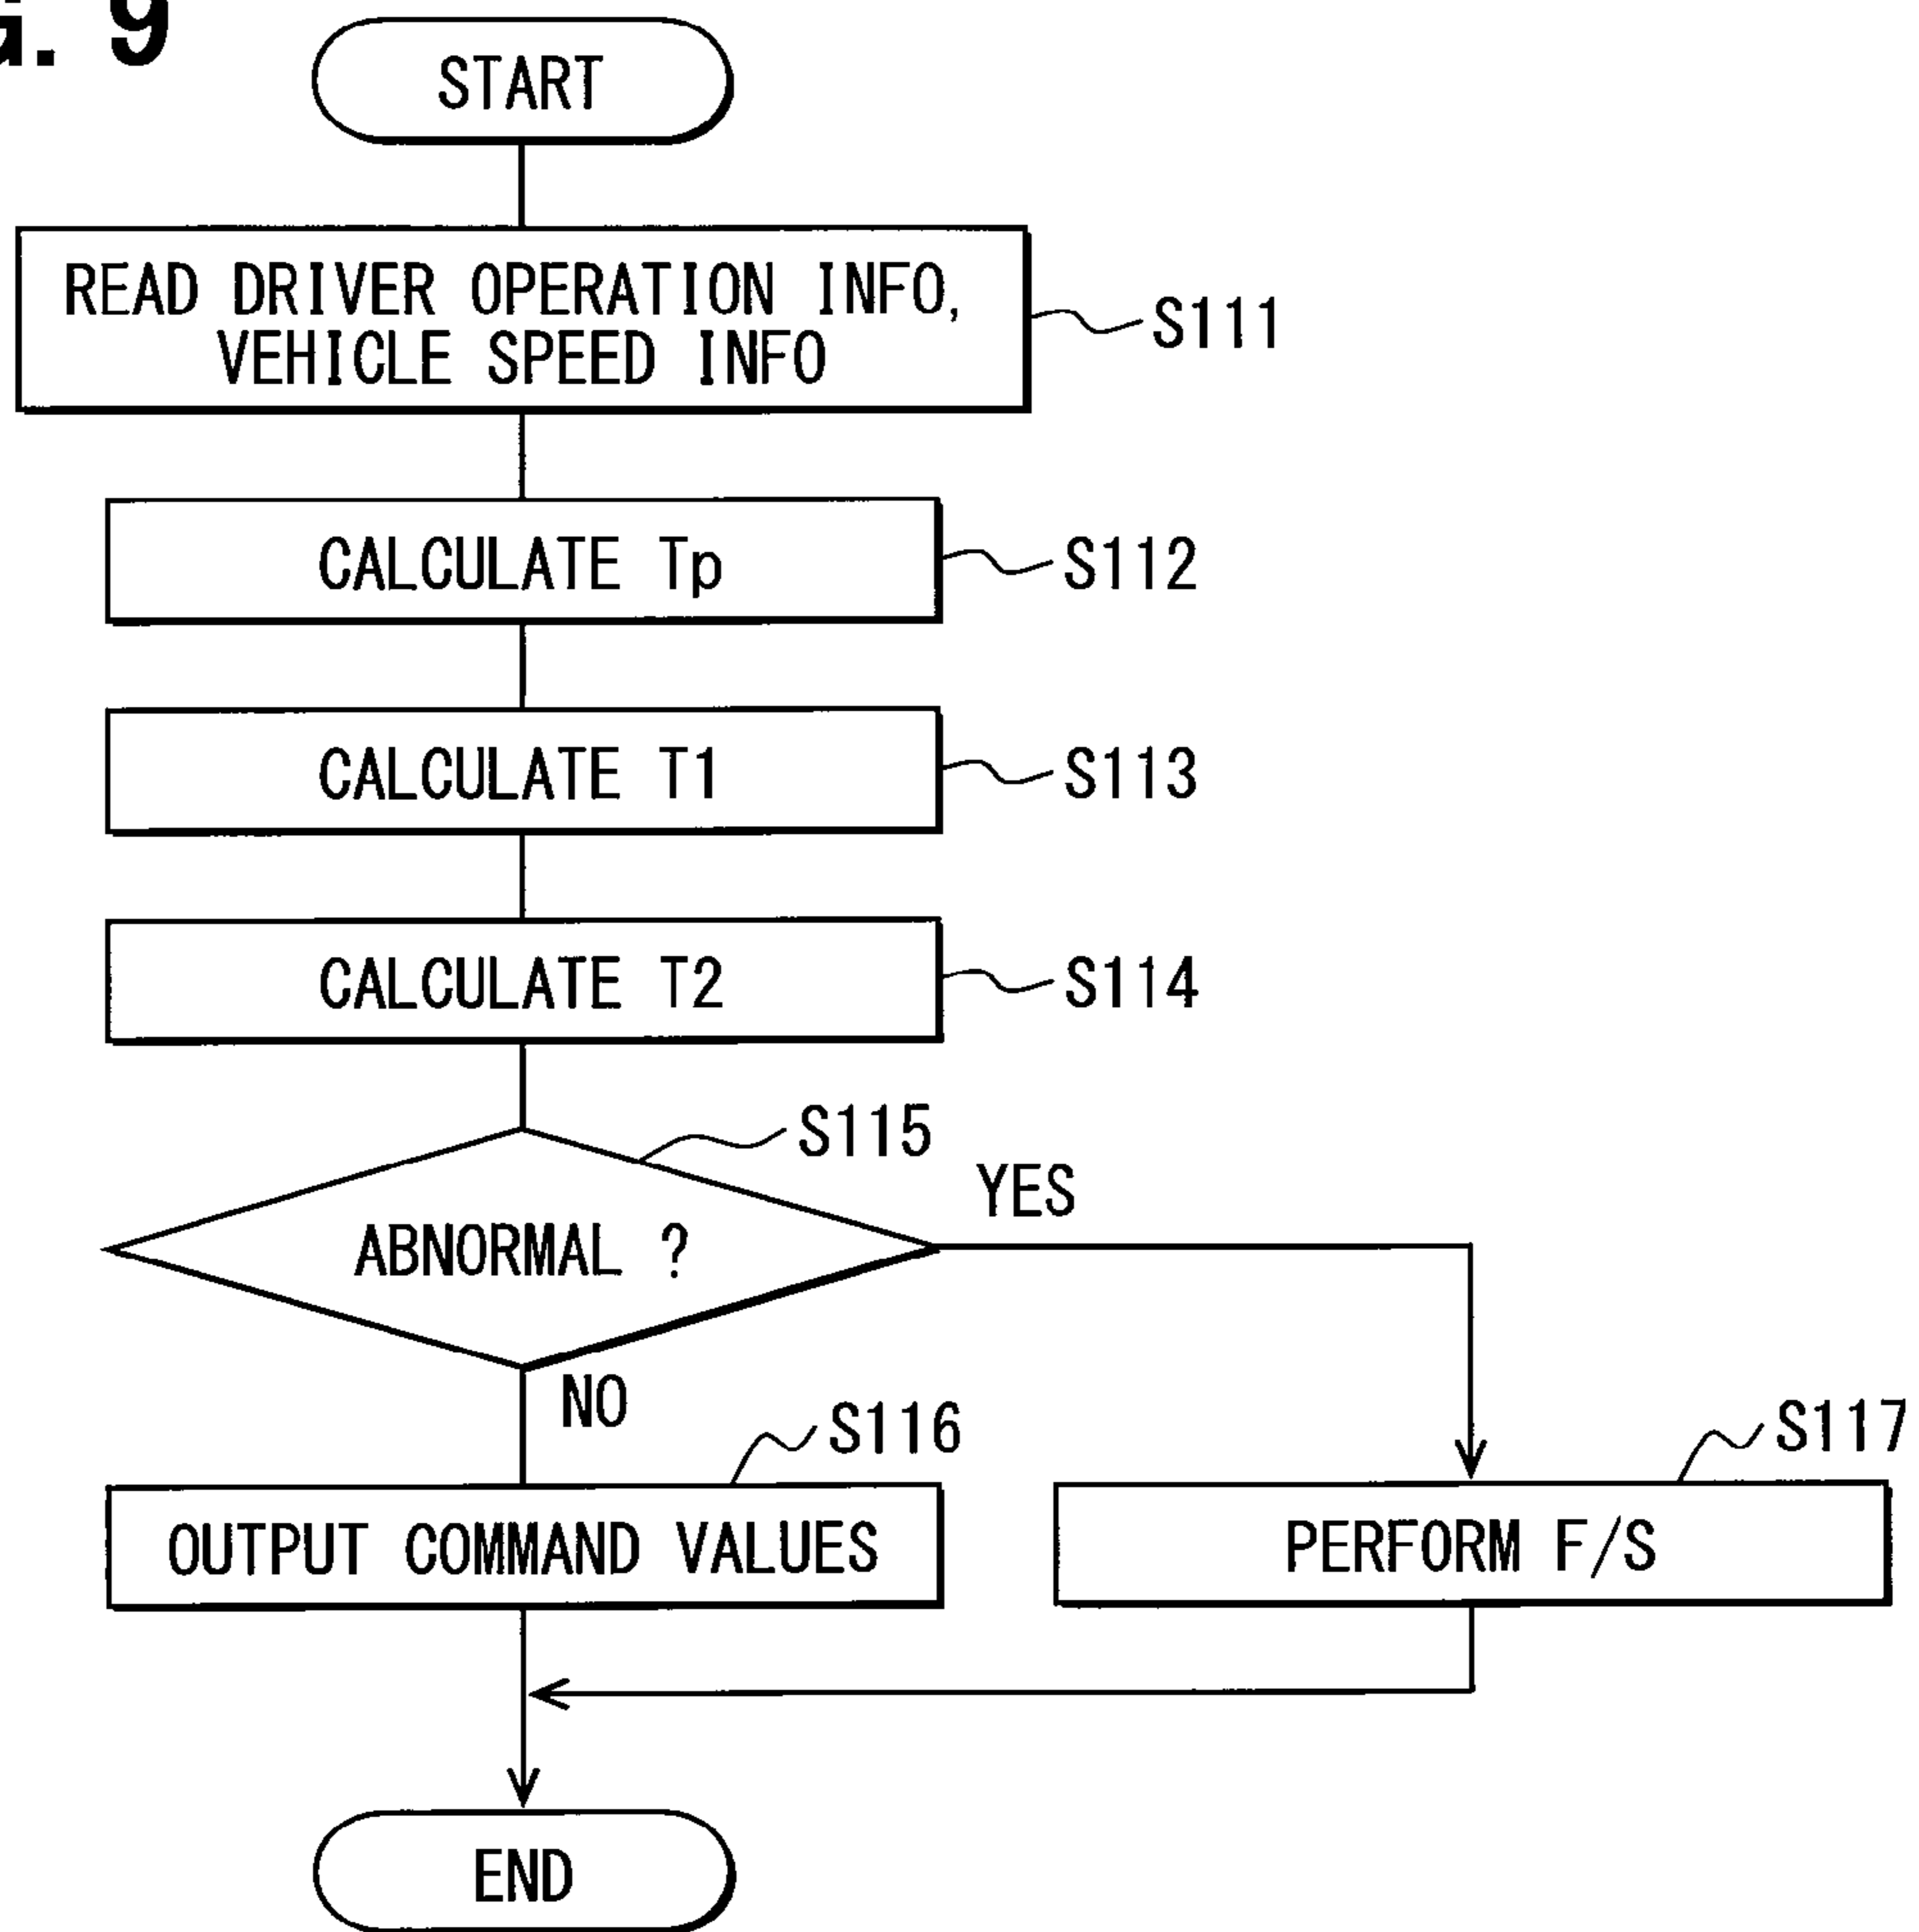 G. 9
START
READ DRIVER OPERATION INFO,
VEHICLE SPEED INFO
S111
CALCULATE Tp
S112
CALCULATE T1
S113
CALCULATE T2
S114
S115
ABNORMAL ?
YES
NO
S116
OUTPUT COMMAND VALUES
S117
PERFORM F/S
END